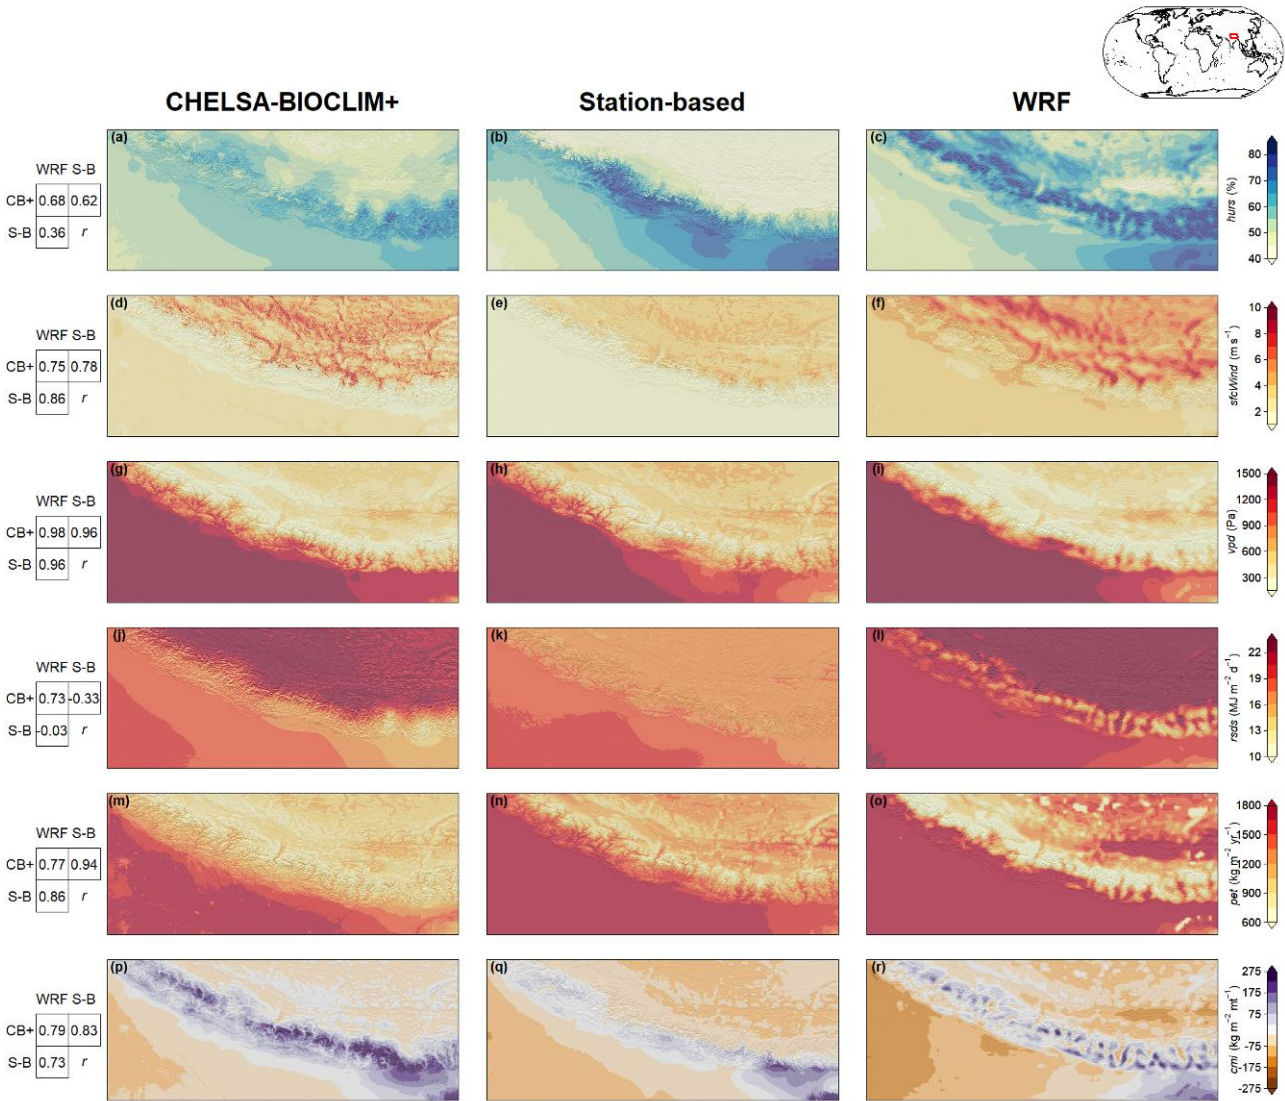 CHELSA-BIOCLIM+ Station-based WRF
(a) (b) (c)
WRF S-B
CB+ 0.68 0.62
S-B 0.36 r
80
70
60
50
40
hurs (%)
(d) (e) (f)
WRF S-B
CB+ 0.75 0.78
S-B 0.86 r
10
8
6
4
2
sfcWind (m s⁻¹)
(g) (h) (i)
WRF S-B
CB+ 0.98 0.96
S-B 0.96 r
1500
1200
900
600
300
vpd (Pa)
(j) (k) (l)
WRF S-B
CB+ 0.73 -0.33
S-B -0.03 r
22
19
16
13
10
rsds (MJ m⁻² d⁻¹)
(m) (n) (o)
WRF S-B
CB+ 0.77 0.94
S-B 0.86 r
1800
1500
1200
900
600
pet (kg m⁻² yr⁻¹)
(p) (q) (r)
WRF S-B
CB+ 0.79 0.83
S-B 0.73 r
275
175
75
-75
-175
-275
cmi (kg m⁻² mt⁻¹)